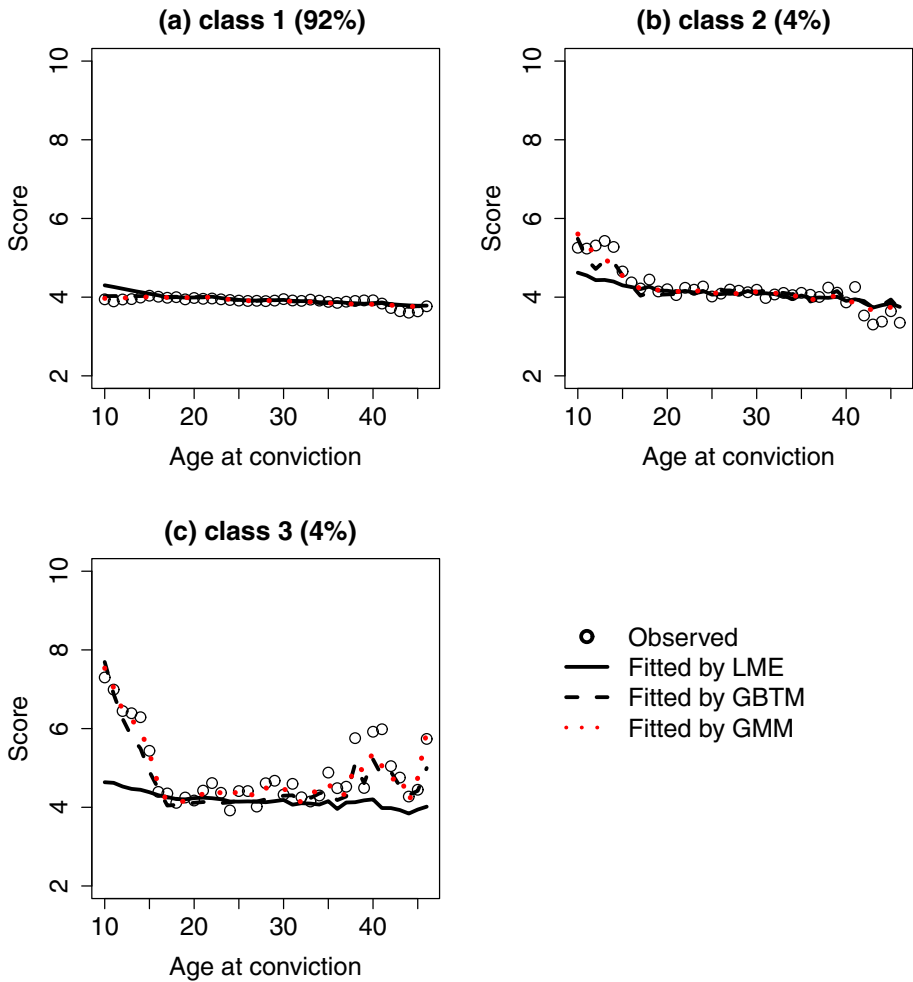 (a) class 1 (92%)
10
8
6
4
2
Score
10 20 30 40
Age at conviction
(b) class 2 (4%)
10
8
6
4
2
Score
10 20 30 40
Age at conviction
(c) class 3 (4%)
10
8
6
4
2
Score
10 20 30 40
Age at conviction
Observed
Fitted by LME
Fitted by GBTM
Fitted by GMM